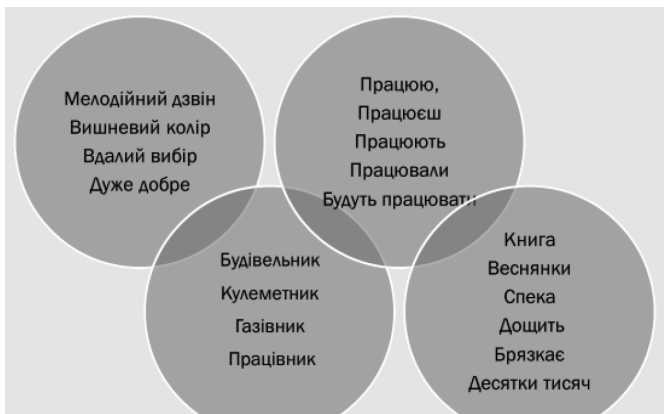 Мелодійний дзвін
Вишневий колір
Вдалий вибір
Дуже добре
Працюю,
Працюєш
Працюють
Працювали
Будуть працювати
Будівельник
Кулеметник
Газівник
Працівник
Книга
Веснянки
Спека
Дощить
Брязкає
Десятки тисяч